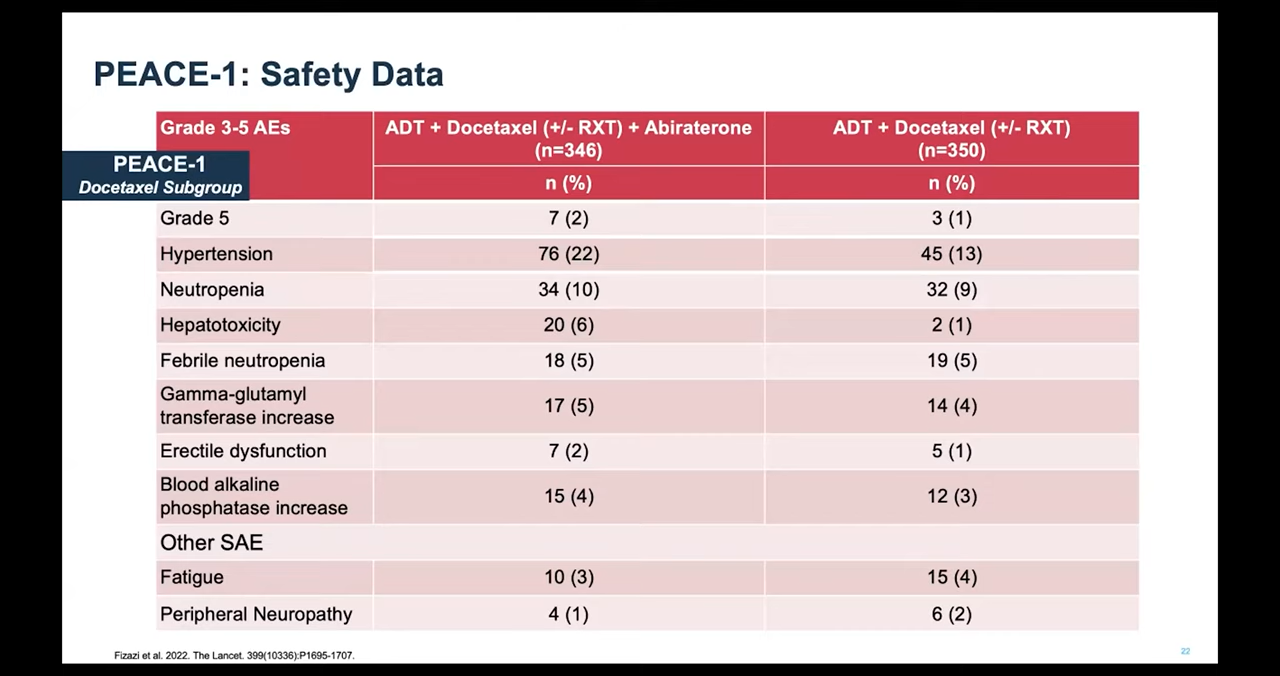 PEACE-1: Safety Data
Grade 3-5 AEs
ADT + Docetaxel (+/- RXT) + Abiraterone
(n=346)
ADT + Docetaxel (+/- RXT)
(n=350)
PEACE-1
Docetaxel Subgroup
n (%)
n (%)
Grade 5
7 (2)
3 (1)
Hypertension
76 (22)
45 (13)
Neutropenia
34 (10)
32 (9)
Hepatotoxicity
20 (6)
2 (1)
Febrile neutropenia
18 (5)
19 (5)
Gamma-glutamyl
transferase increase
17 (5)
14 (4)
Erectile dysfunction
7 (2)
5 (1)
Blood alkaline
phosphatase increase
15 (4)
12 (3)
Other SAE
Fatigue
10 (3)
15 (4)
Peripheral Neuropathy
4 (1)
6 (2)
Fizazi et al. 2022. The Lancet. 399(10336):P1695-1707.
22